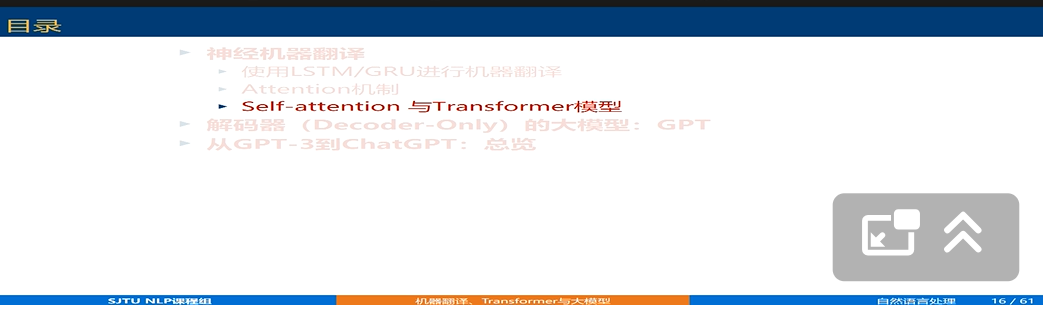 目录
神经机器翻译
使用LSTM/GRU进行机器翻译
Attention机制
Self-attention 与Transformer模型
解码器（Decoder-Only）的大模型：GPT
从GPT-3到ChatGPT：总览
SJTU NLP课程组 机器翻译、Transformer与大模型 自然语言处理 16 / 61